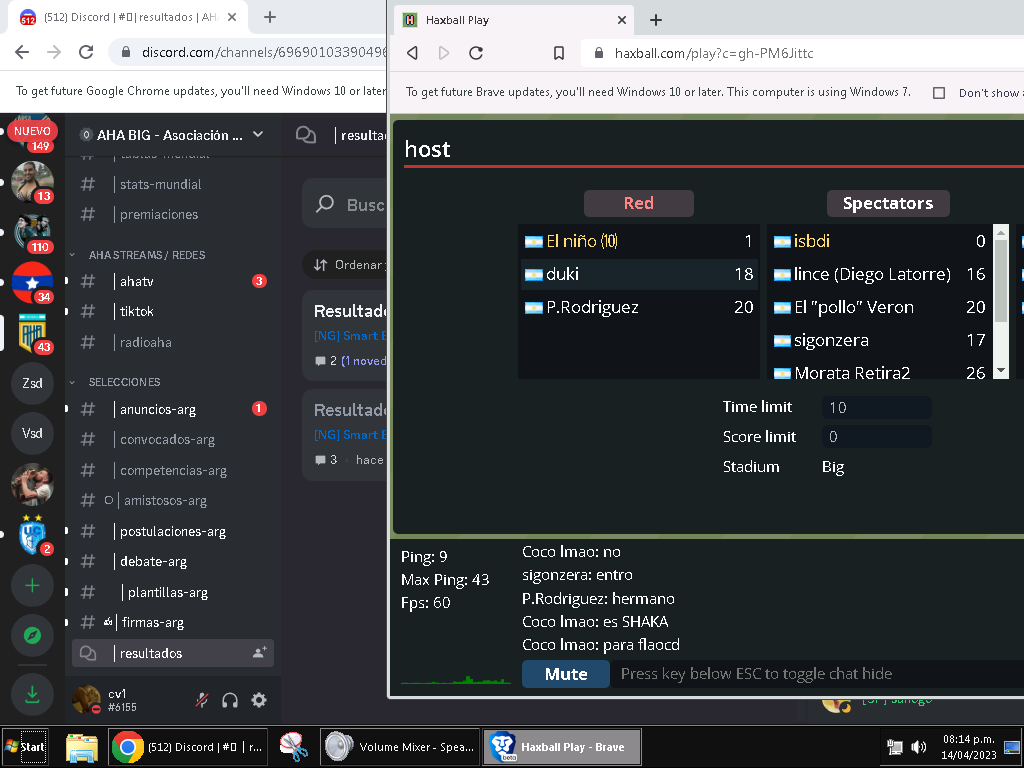 (512) Discord | #▯| resultados | AH
discord.com/channels/69690103390496
To get future Google Chrome updates, you'll need Windows 10 or later
NUEVO
149
13
110
34
43
Zsd
Vsd
2
AHA BIG - Asociación ...
| stats-mundial
| premiaciones
AHA STREAMS / REDES
| ahatv
3
| tiktok
| radioaha
SELECCIONES
| anuncios-arg
1
| convocados-arg
| competencias-arg
| amistosos-arg
| postulaciones-arg
| debate-arg
| plantillas-arg
| firmas-arg
| resultados
cv1
#6155
| resulta
Busc
Ordenar
Resultad
[NG] Smart
2 (1 noved
Resultad
[NG] Smart
3 · hace
Haxball Play
haxball.com/play?c=gh-PM6Jittc
To get future Brave updates, you'll need Windows 10 or later. This computer is using Windows 7.
Don't show
host
Red
El niño (10) 1
duki 18
P.Rodriguez 20
Spectators
isbdi 0
lince (Diego Latorre) 16
El "pollo" Veron 20
sigonzera 17
Morata Retira2 26
Time limit 10
Score limit 0
Stadium Big
Ping: 9
Max Ping: 43
Fps: 60
Coco lmao: no
sigonzera: entro
P.Rodriguez: hermano
Coco lmao: es SHAKA
Coco lmao: para flaocd
Mute
Press key below ESC to toggle chat hide
Start
(512) Discord | #▯ | r...
Volume Mixer - Spea...
beta
Haxball Play - Brave
08:14 p.m.
14/04/2023